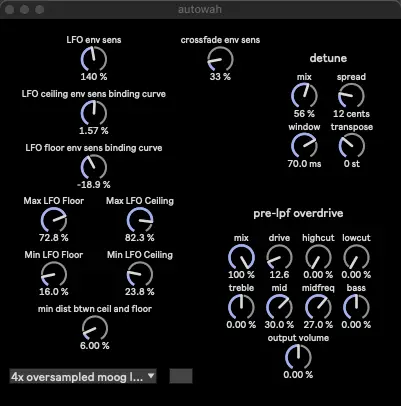 autowah
LFO env sens
140 %
crossfade env sens
33 %
LFO ceiling env sens binding curve
1.57 %
LFO floor env sens binding curve
-18.9 %
Max LFO Floor
72.8 %
Max LFO Ceiling
82.3 %
Min LFO Floor
16.0 %
Min LFO Ceiling
23.8 %
min dist btwn ceil and floor
6.00 %
4x oversampled moog l...
detune
mix
56 %
spread
12 cents
window
70.0 ms
transpose
0 st
pre-lpf overdrive
mix
100 %
drive
12.6
highcut
0.00 %
lowcut
0.00 %
treble
0.00 %
mid
30.0 %
midfreq
27.0 %
bass
0.00 %
output volume
0.00 %